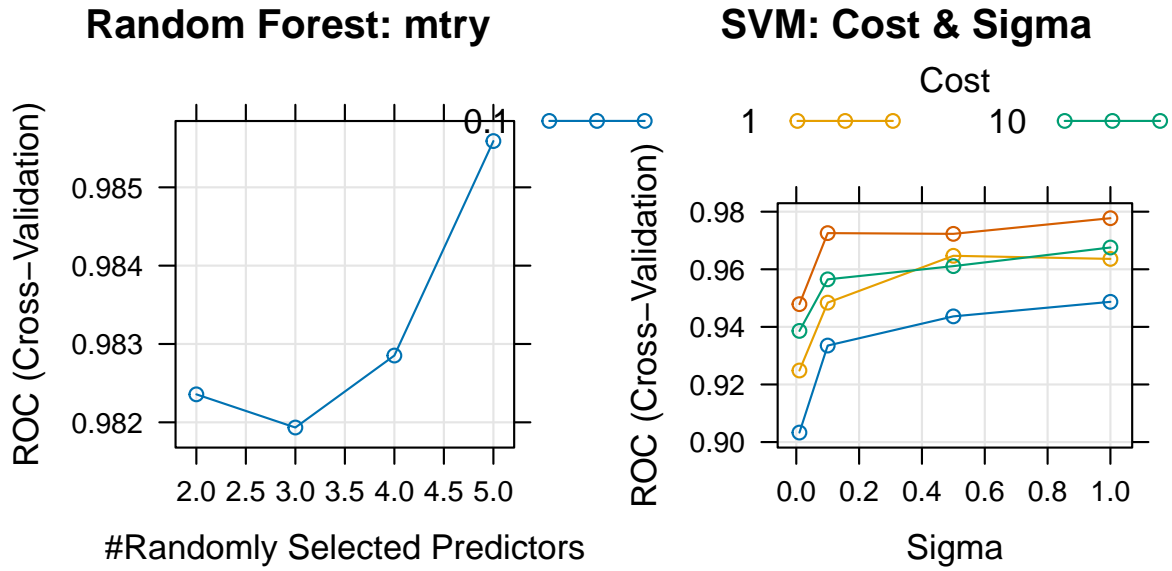 Random Forest: mtry
ROC (Cross−Validation)
0.985
0.984
0.983
0.982
2.0 2.5 3.0 3.5 4.0 4.5 5.0
#Randomly Selected Predictors
SVM: Cost & Sigma
Cost
0.1 1 10
ROC (Cross−Validation)
0.98
0.96
0.94
0.92
0.90
0.0 0.2 0.4 0.6 0.8 1.0
Sigma